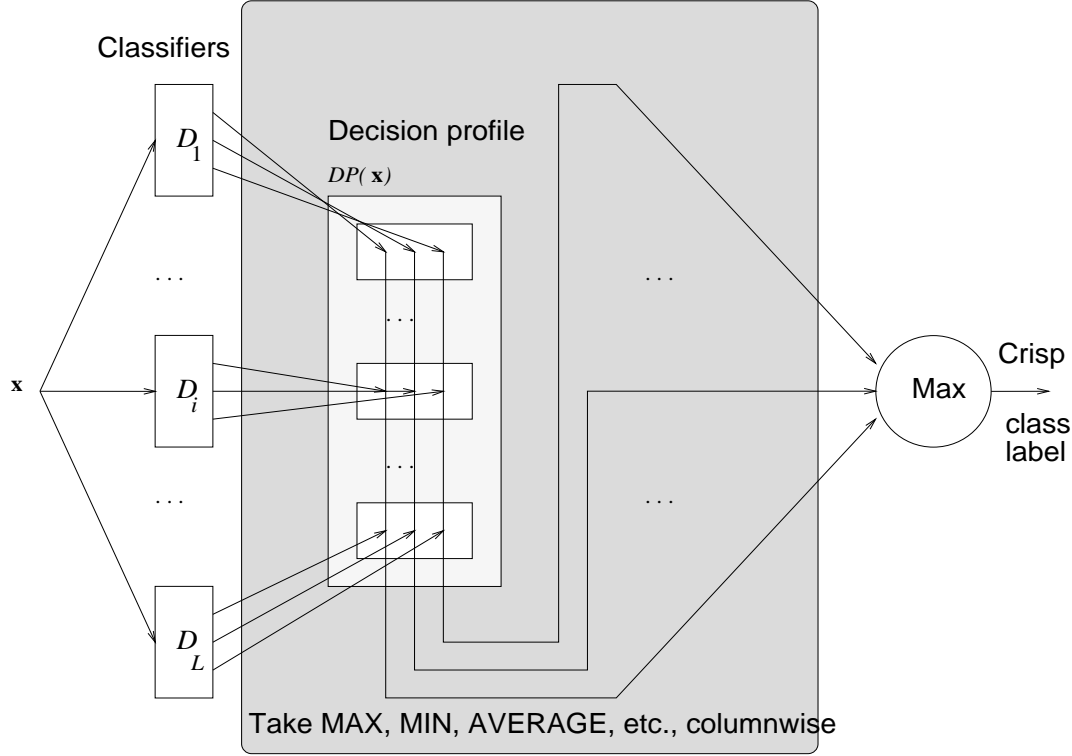 Classifiers
D1
Decision profile
DP( x)
. . .
. . .
. . .
x
Di
Max
Crisp
class
label
. . .
. . .
. . .
DL
Take MAX, MIN, AVERAGE, etc., columnwise